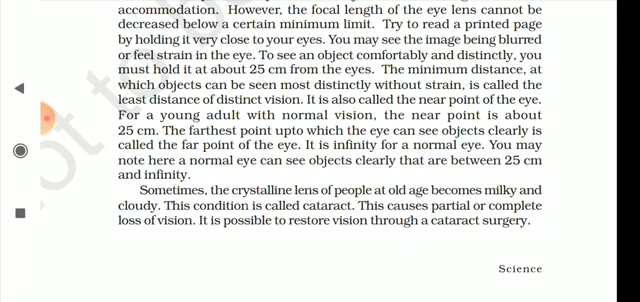 accommodation. However, the focal length of the eye lens cannot be
decreased below a certain minimum limit. Try to read a printed page
by holding it very close to your eyes. You may see the image being blurred
or feel strain in the eye. To see an object comfortably and distinctly, you
must hold it at about 25 cm from the eyes. The minimum distance, at
which objects can be seen most distinctly without strain, is called the
least distance of distinct vision. It is also called the near point of the eye.
For a young adult with normal vision, the near point is about
25 cm. The farthest point upto which the eye can see objects clearly is
called the far point of the eye. It is infinity for a normal eye. You may
note here a normal eye can see objects clearly that are between 25 cm
and infinity.
Sometimes, the crystalline lens of people at old age becomes milky and
cloudy. This condition is called cataract. This causes partial or complete
loss of vision. It is possible to restore vision through a cataract surgery.
Science